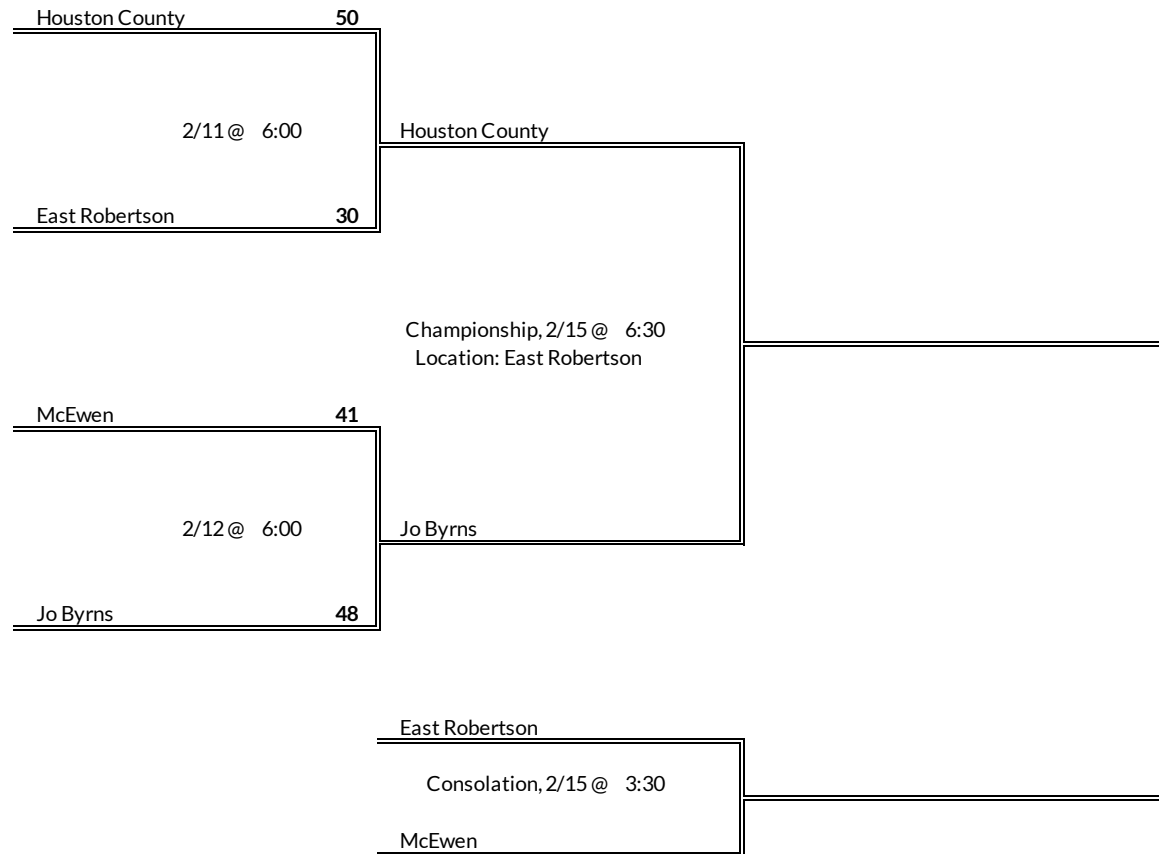 Houston County 50
2/11 @ 6:00
Houston County
East Robertson 30
Championship, 2/15 @ 6:30
Location: East Robertson
McEwen 41
2/12 @ 6:00
Jo Byrns
Jo Byrns 48
East Robertson
Consolation, 2/15 @ 3:30
McEwen